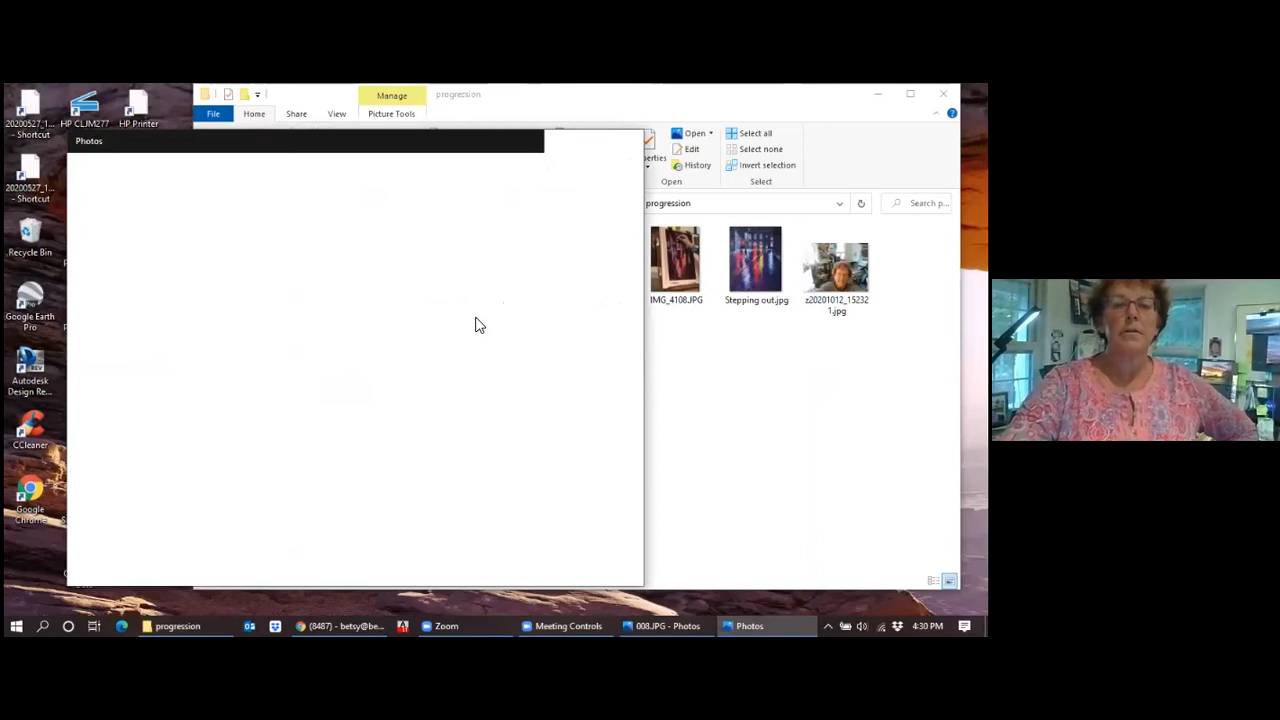 20200527_1...
- Shortcut
HP CLJM277
HP Printer
20200527_1...
- Shortcut
Recycle Bin
Google Earth
Pro
Autodesk
Design Re...
CCleaner
Google
Chrome
Manage
progression
File
Home
Share
View
Picture Tools
Photos
Open
Edit
History
Open
Select all
Select none
Invert selection
Select
progression
Search p...
IMG_4108.JPG
Stepping out.jpg
z20201012_15232
1.jpg
progression
(8487) - betsy@be...
Zoom
Meeting Controls
008.JPG - Photos
Photos
4:30 PM